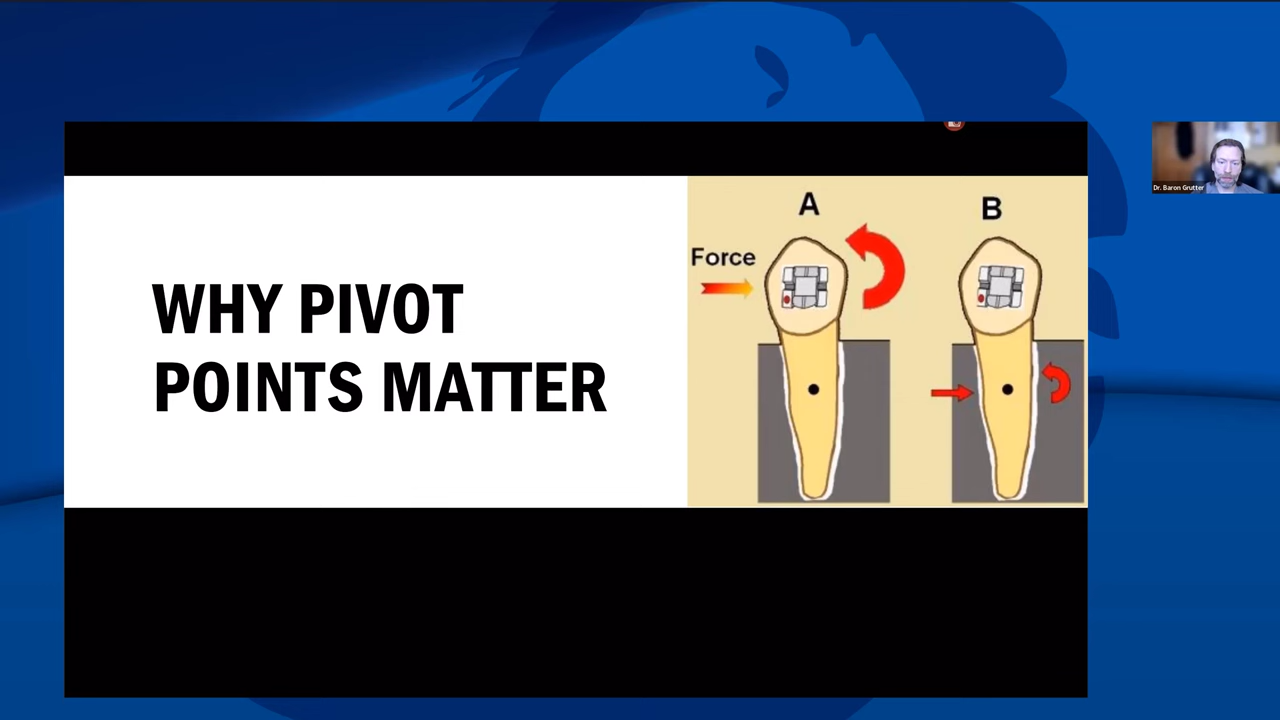 WHY PIVOT
POINTS MATTER
A
B
Force
Dr. Baron Grutter